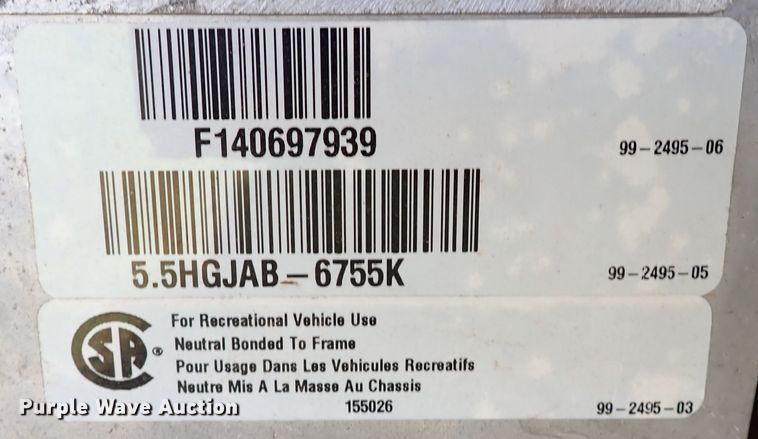 F140697939
99-2495-06
5.5HGJAB-6755K
99-2495-05
CSA ®
For Recreational Vehicle Use
Neutral Bonded To Frame
Pour Usage Dans Les Vehicules Recreatifs
Neutre Mis A La Masse Au Chassis
155026
99-2495-03
Purple Wave Auction